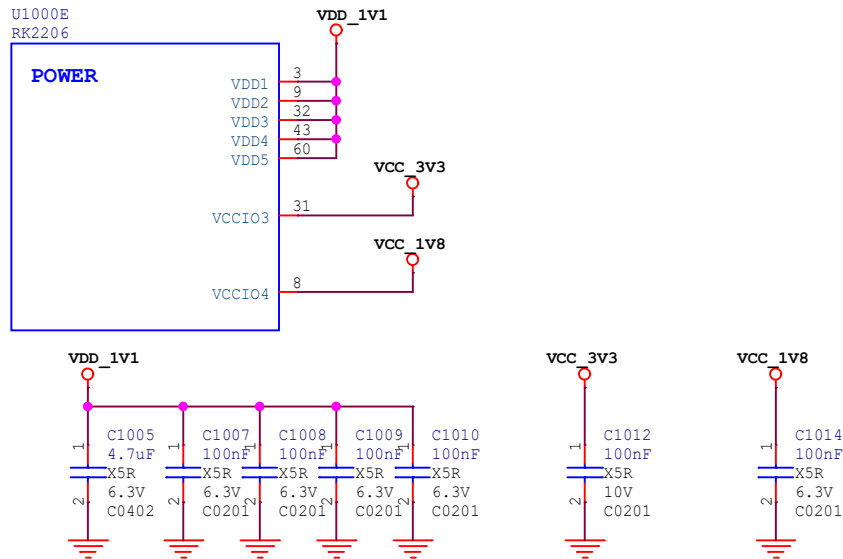 U1000E
RK2206
VDD_1V1
POWER
VDD1 3
VDD2 9
VDD3 32
VDD4 43
VDD5 60
VCC_3V3
VCCIO3 31
VCC_1V8
VCCIO4 8
VDD_1V1
VCC_3V3
VCC_1V8
1 C1005
4.7uF
X5R
2 6.3V
C0402
1 C1007
100nF
X5R
2 6.3V
C0201
1 C1008
100nF
X5R
2 6.3V
C0201
1 C1009
100nF
X5R
2 6.3V
C0201
1 C1010
100nF
X5R
2 6.3V
C0201
1 C1012
100nF
X5R
2 10V
C0201
1 C1014
100nF
X5R
2 6.3V
C0201